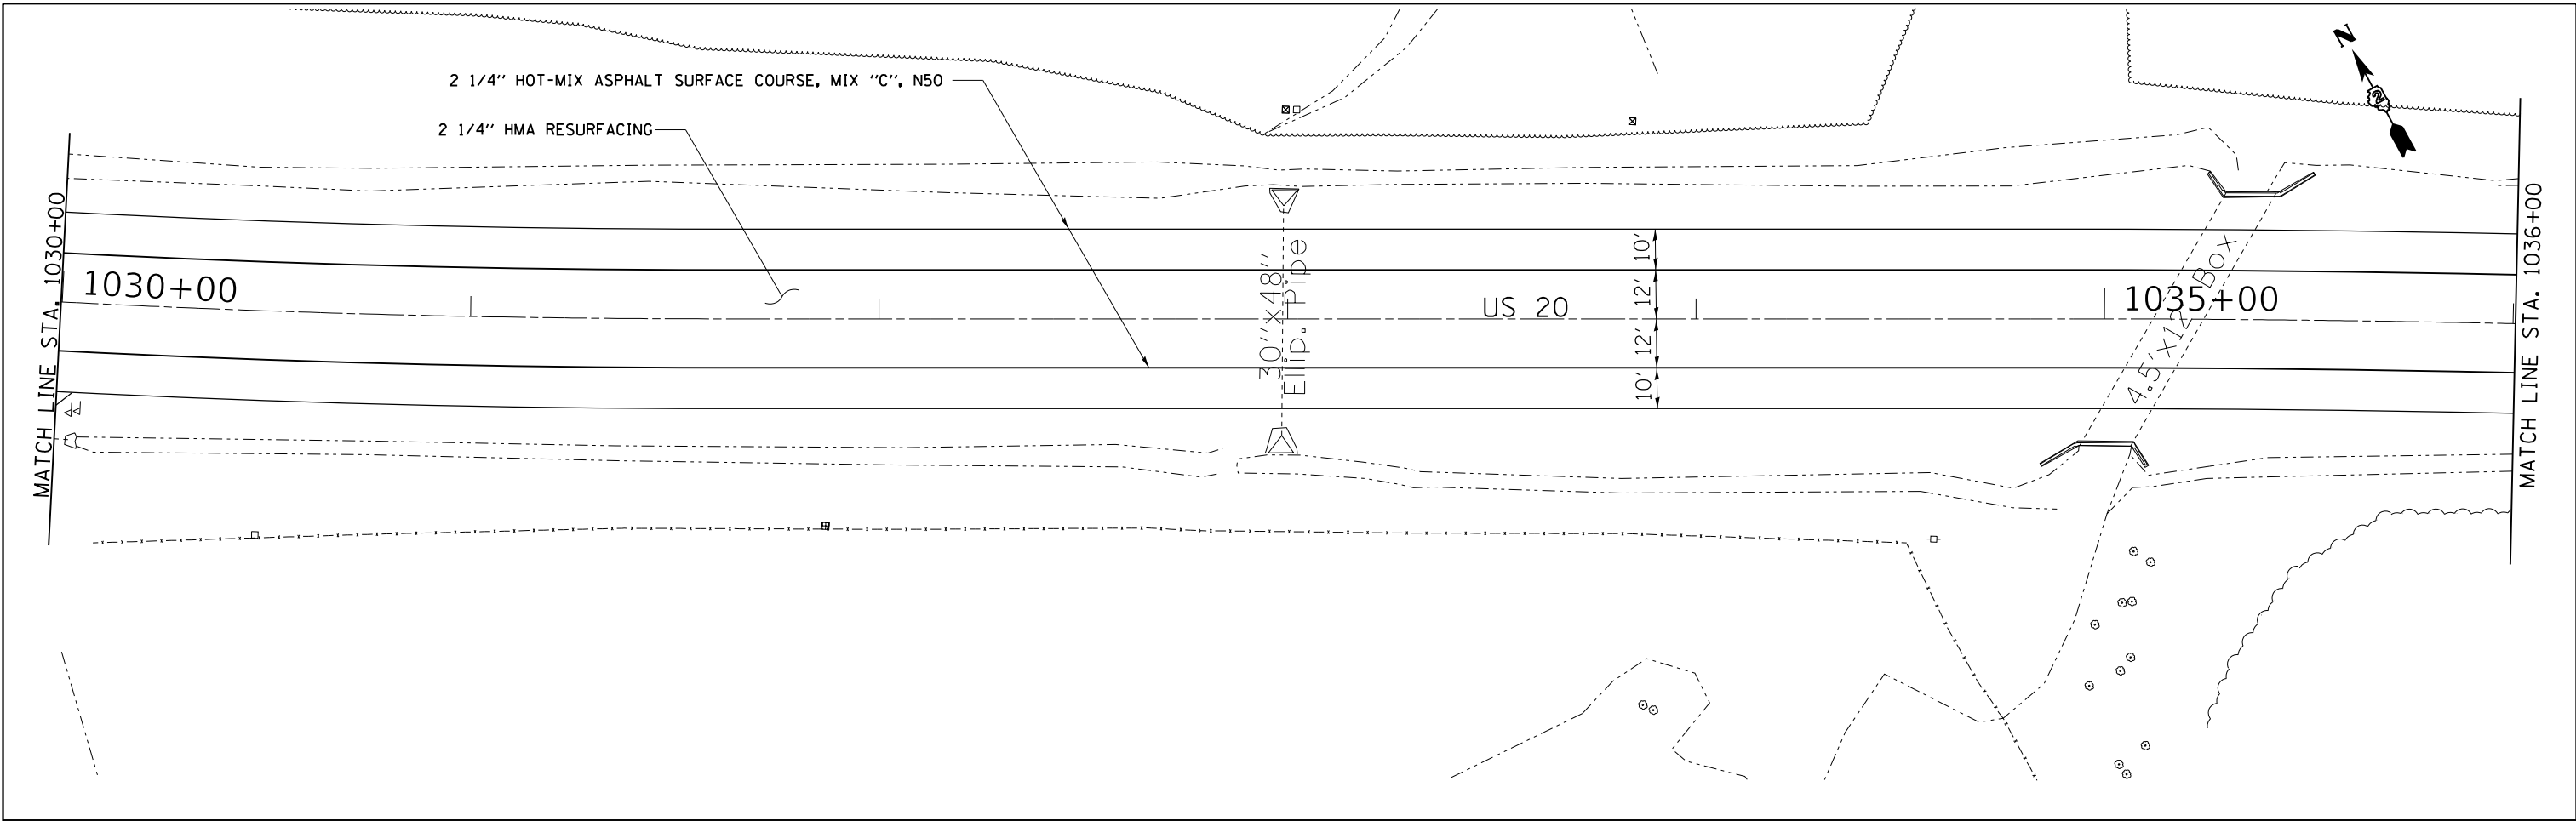 2 1/4" HOT-MIX ASPHALT SURFACE COURSE, MIX "C", N50
2 1/4" HMA RESURFACING
N
2
MATCH LINE STA. 1030+00
1030+00
30"x48"
Ellip. Pipe
US 20
10'
12'
12'
10'
4.5'x12' Box
1035+00
MATCH LINE STA. 1036+00